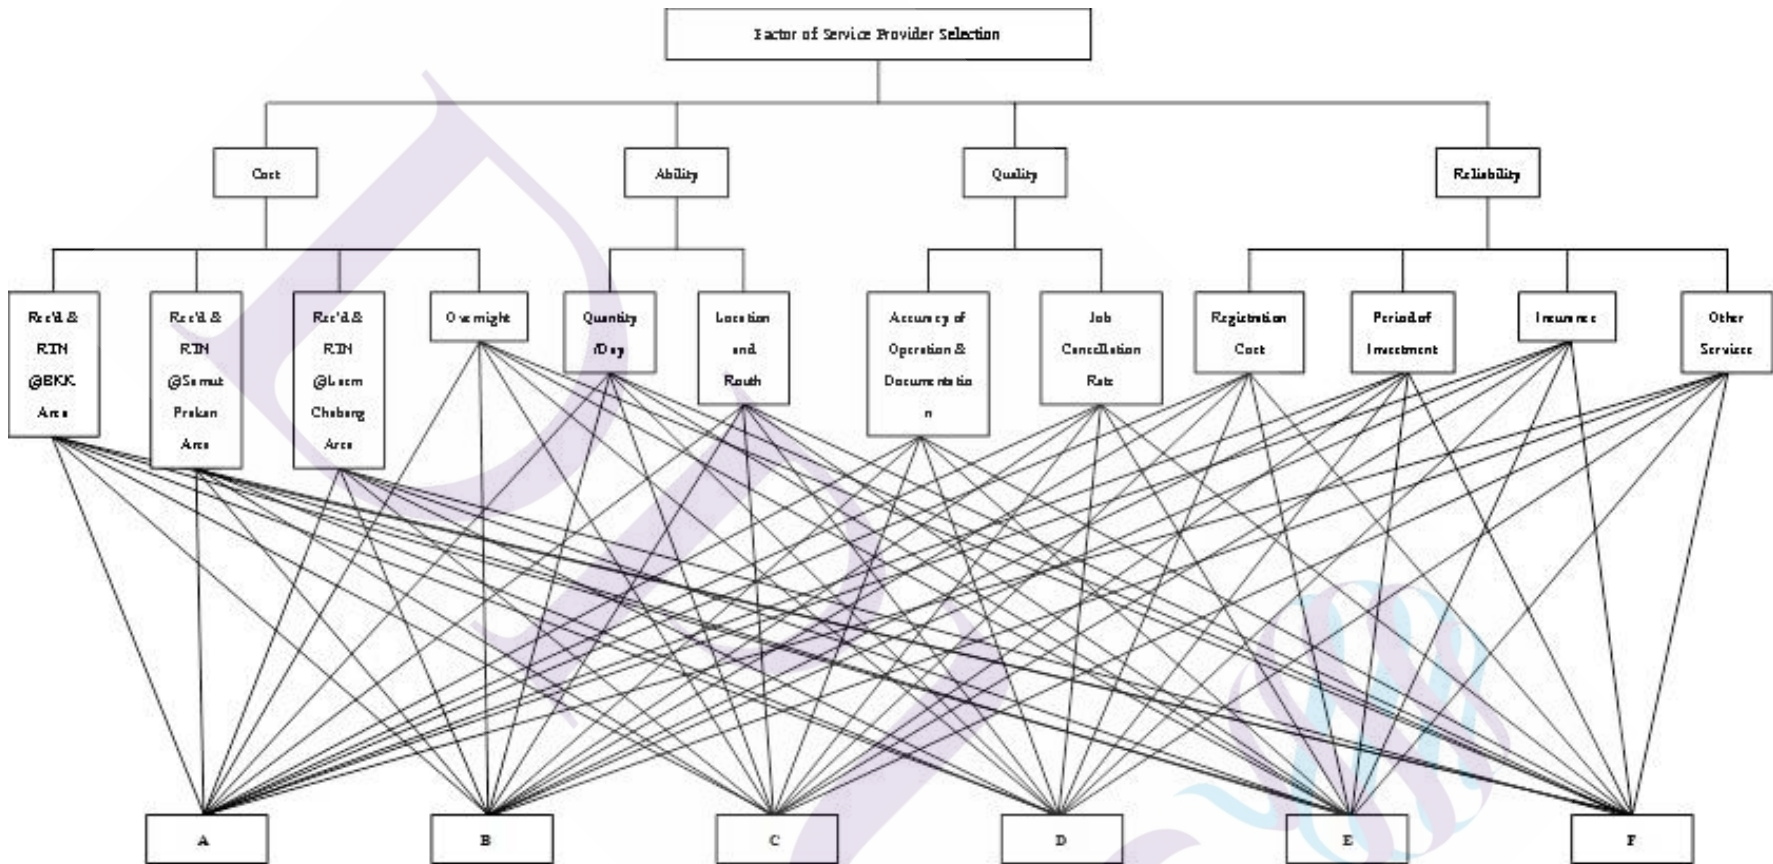 Factor of Service Provider Selection
Cost
Ability
Quality
Reliability
Rec'd &
RTN
@BKK
Area
Rec'd &
RTN
@Samut
Prakan
Area
Rec'd &
RTN
@Laem
Chabang
Area
Overnight
Quantity
/Day
Location
and
Routh
Accuracy of
Operation &
Documentatio
n
Job
Cancellation
Rate
Registration
Cost
Period of
Investment
Insurance
Other
Services
A
B
C
D
E
F